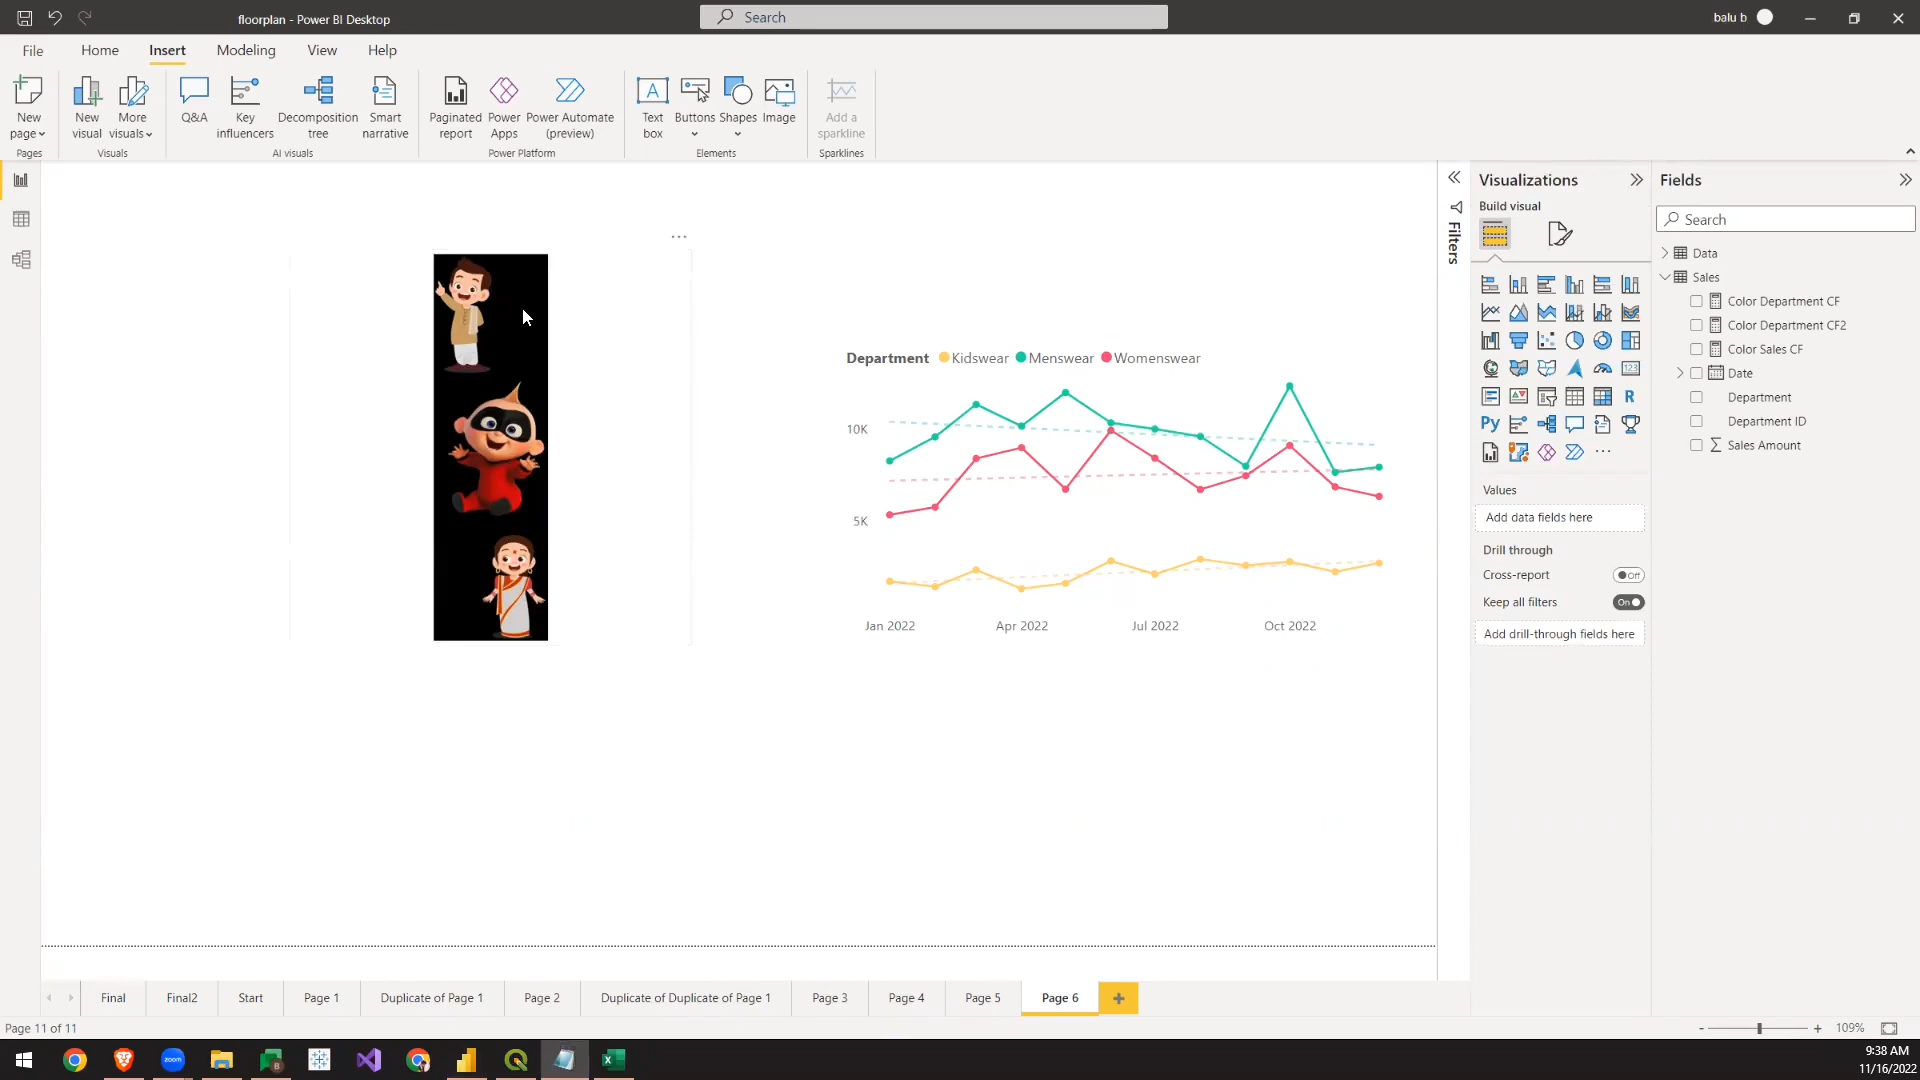 floorplan - Power BI Desktop
Search
balu b
File
Home
Insert
Modeling
View
Help
New page
New visual
More visuals
Q&A
Key influencers
Decomposition tree
Smart narrative
Paginated report
Power Apps
Power Automate (preview)
Text box
Buttons
Shapes
Image
Add a sparkline
Pages
Visuals
AI visuals
Power Platform
Elements
Sparklines
Filters
Visualizations
Build visual
123
R
Py
Values
Add data fields here
Drill through
Cross-report
Off
Keep all filters
On
Add drill-through fields here
Fields
Search
Data
Sales
Color Department CF
Color Department CF2
Color Sales CF
Date
Department
Department ID
Sales Amount
Department Kidswear Menswear Womenswear
10K
5K
Jan 2022
Apr 2022
Jul 2022
Oct 2022
Final
Final2
Start
Page 1
Duplicate of Page 1
Page 2
Duplicate of Duplicate of Page 1
Page 3
Page 4
Page 5
Page 6
Page 11 of 11
109%
zoom
9:38 AM
11/16/2022